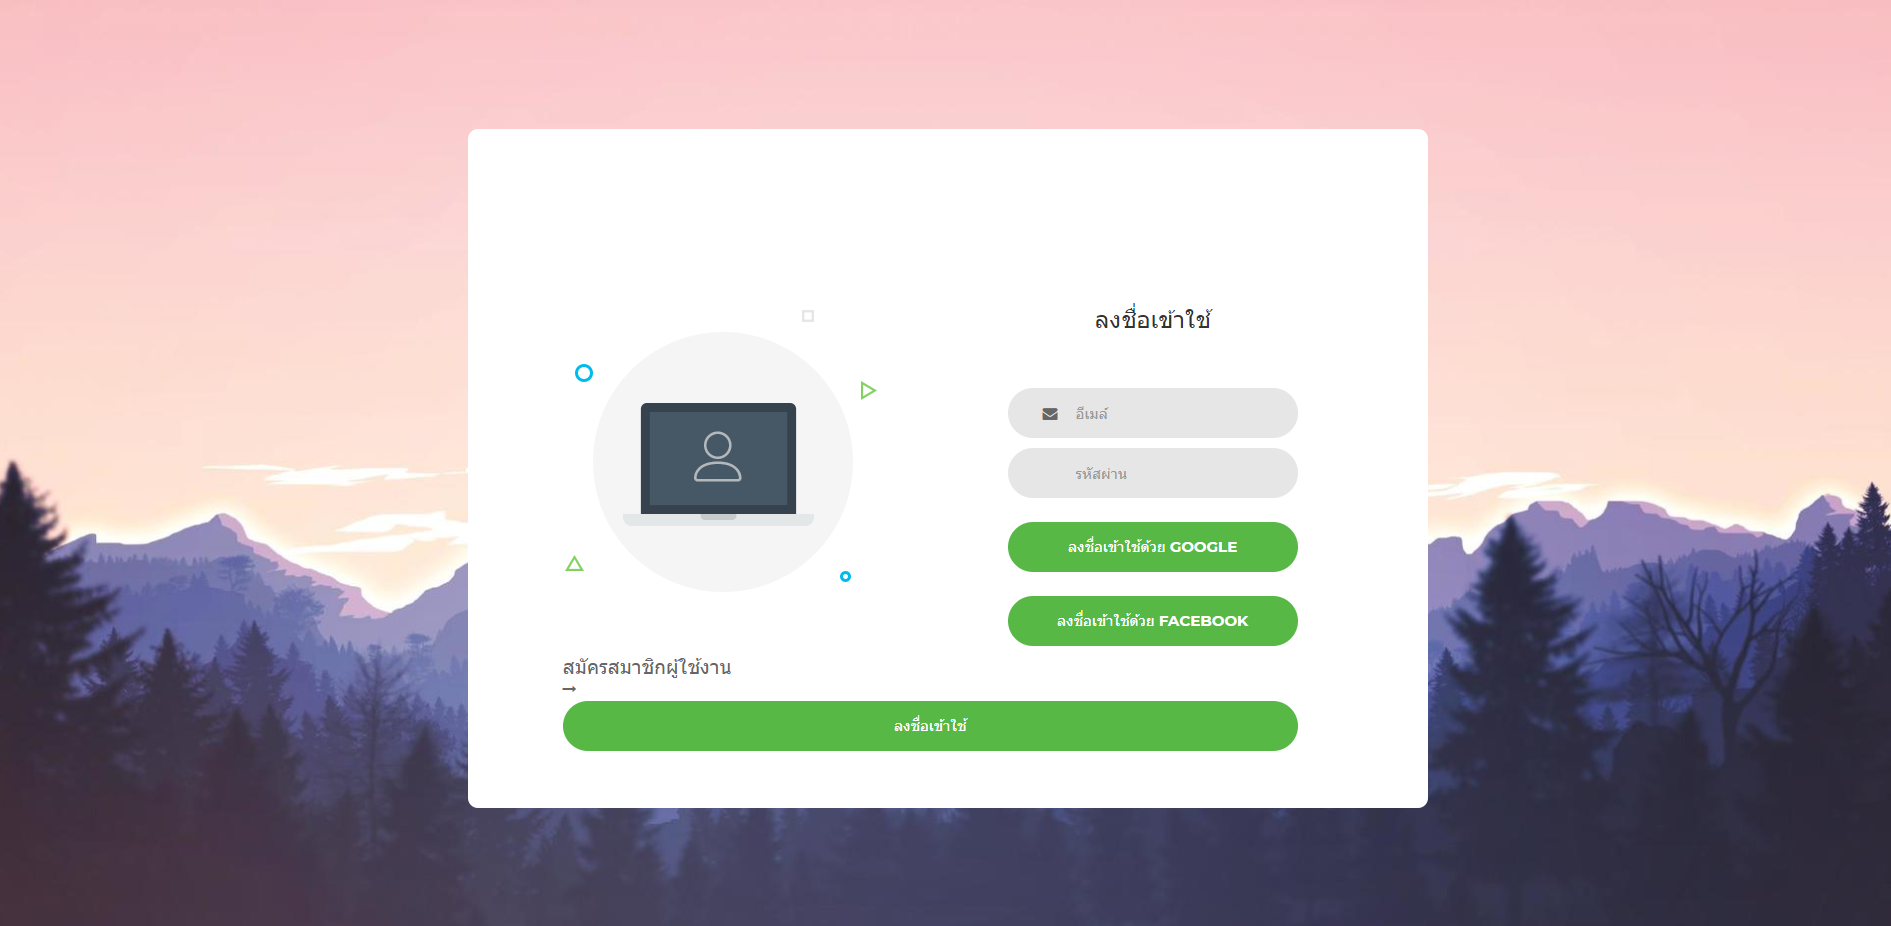 ลงชื่อเข้าใช้
อีเมล์
รหัสผ่าน
ลงชื่อเข้าใช้ด้วย GOOGLE
ลงชื่อเข้าใช้ด้วย FACEBOOK
สมัครสมาชิกผู้ใช้งาน
ลงชื่อเข้าใช้